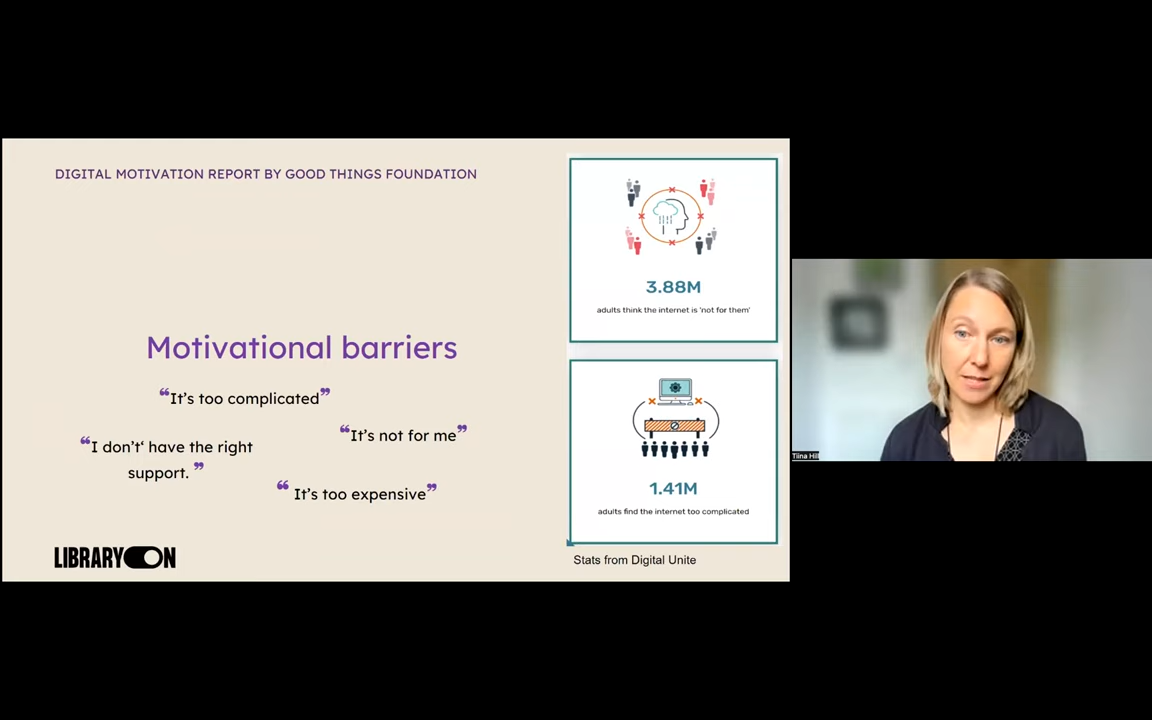 DIGITAL MOTIVATION REPORT BY GOOD THINGS FOUNDATION
Motivational barriers
“It’s too complicated”
“It’s not for me”
“I don’t‘ have the right
support. ”
“ It’s too expensive”
LIBRARYON
3.88M
adults think the internet is 'not for them'
1.41M
adults find the internet too complicated
Stats from Digital Unite
Tiina Hill